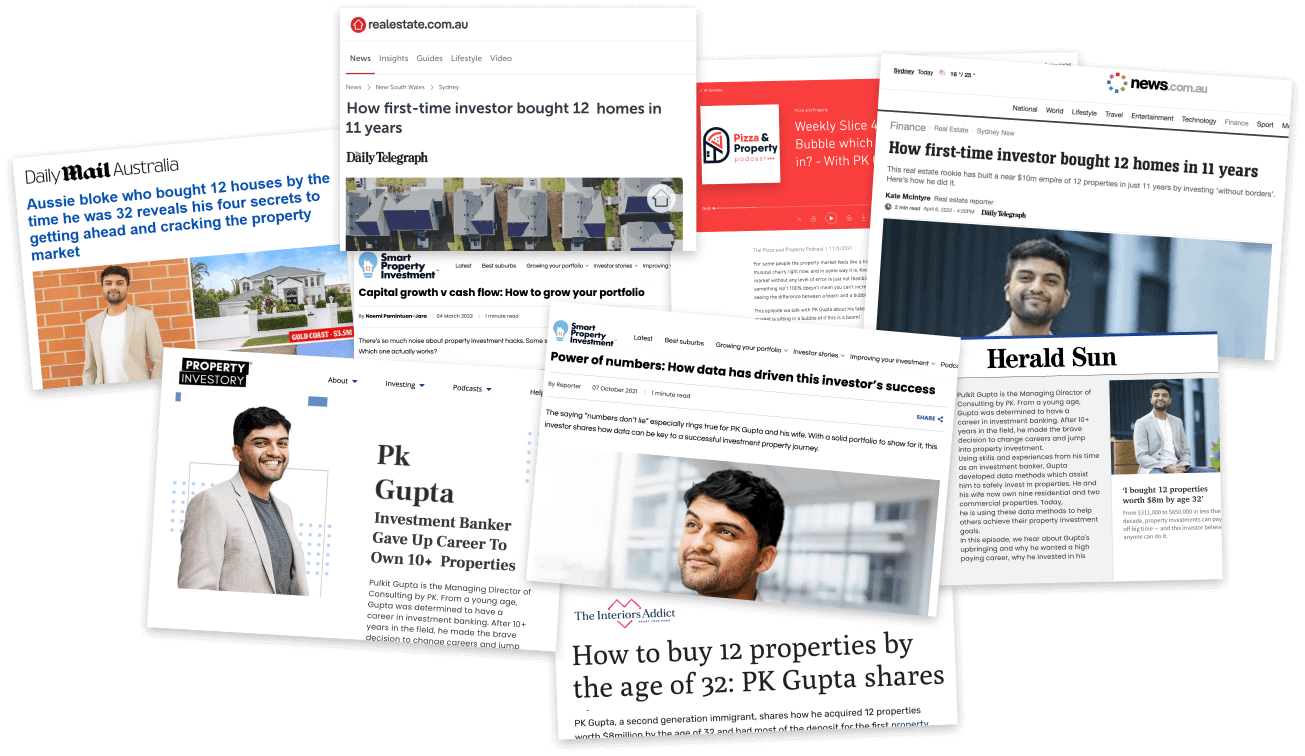 realestate.com.au
News Insights Guides Lifestyle Video
News > New South Wales > Sydney
How first-time investor bought 12 homes in
11 years
The Daily Telegraph
Daily Mail Australia
Aussie bloke who bought 12 houses by the
time he was 32 reveals his four secrets to
getting ahead and cracking the property
market
GOLD COAST - $3.5M
All Episodes
Pizza &
Property
podcast
Pizza and Property
Weekly Slice 4
Bubble which
in? - With PK G
The Pizza and Property Podcast | 11/9/2021
For some people the property market feels like a
musical chairs right now, and in some way it is.
market without any level of error is just not feasib
something isn't 100% doesn't mean you can't incre
seeing the difference between a boom and a bubble
This episode we talk with PK Gupta about his take
market is sitting in a bubble of if this is a boom!
Sydney Today 16°/ 25°
news.com.au
National World Lifestyle Travel Entertainment Technology Finance Sport
Finance Real Estate Sydney Nsw
How first-time investor bought 12 homes in 11 years
This real estate rookie has built a near $10m empire of 12 properties in just 11 years by investing 'without borders'.
Here's how he did it.
Kate McIntyre Real estate reporter
2 min read April 6, 2022 - 4:20PM The Daily Telegraph
Smart
Property
Investment™
Latest Best suburbs Growing your portfolio Investor stories Improving
Capital growth v cash flow: How to grow your portfolio
By Noemi Pamintuan-Jara 04 March 2022 | 1 minute read
There's so much noise about property investment hacks. Some s
Which one actually works?
PROPERTY
INVESTORY
About Investing Podcasts Help
Pk
Gupta
Investment Banker
Gave Up Career To
Own 10+ Properties
Pulkit Gupta is the Managing Director of
Consulting by PK. From a young age,
Gupta was determined to have a
career in investment banking. After 10+
years in the field, he made the brave
decision to change careers and jump
Smart
Property
Investment™
Latest Best suburbs Growing your portfolio Investor stories Improving your investment Podc
Power of numbers: How data has driven this investor's success
By Reporter 07 October 2021 | 1 minute read
SHARE
The saying "numbers don't lie" especially rings true for PK Gupta and his wife. With a solid portfolio to show for it, this
investor shares how data can be key to a successful investment property journey.
Herald Sun
Pulkit Gupta is the Managing Director of
Consulting by PK. From a young age,
Gupta was determined to have a
career in investment banking. After 10+
years in the field, he made the brave
decision to change careers and jump
into property investment.
Using skills and experiences from his time
as an investment banker, Gupta
developed data methods which assist
him to safely invest in properties. He and
his wife now own nine residential and two
commercial properties. Today,
he is using these data methods to help
others achieve their property investment
goals.
In this episode, we hear about Gupta's
upbringing and why he wanted a high
paying career, why he invested in his
'I bought 12 properties
worth $8m by age 32'
From $311,000 to $650,000 in less than
decade, property investments can pay
off big time — and this investor believ
anyone can do it.
The Interiors Addict
How to buy 12 properties by
the age of 32: PK Gupta shares
PK Gupta, a second generation immigrant, shares how he acquired 12 properties
worth $8million by the age of 32 and had most of the deposit for the first property